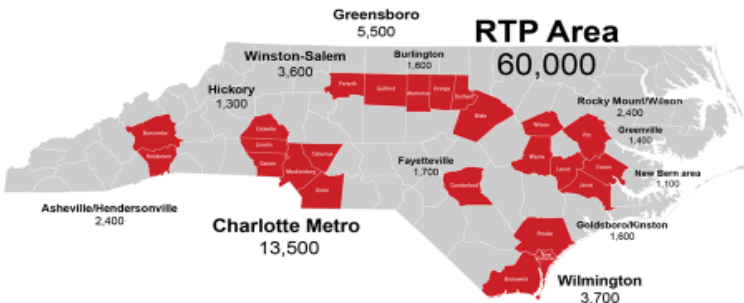 Greensboro
5,500
RTP Area
60,000
Winston-Salem
3,600
Burlington
1,600
Hickory
1,300
Rocky Mount/Wilson
2,400
Greenville
1,400
Fayetteville
1,700
New Bern area
1,100
Asheville/Hendersonville
2,400
Charlotte Metro
13,500
Goldsboro/Kinston
1,600
Wilmington
3,700
Forsyth
Guilford
Alamance
Orange
Durham
Wake
Buncombe
Henderson
Catawba
Lincoln
Gaston
Mecklenburg
Cabarrus
Union
Cumberland
Wilson
Wayne
Pitt
Lenoir
Craven
Jones
Pender
Brunswick